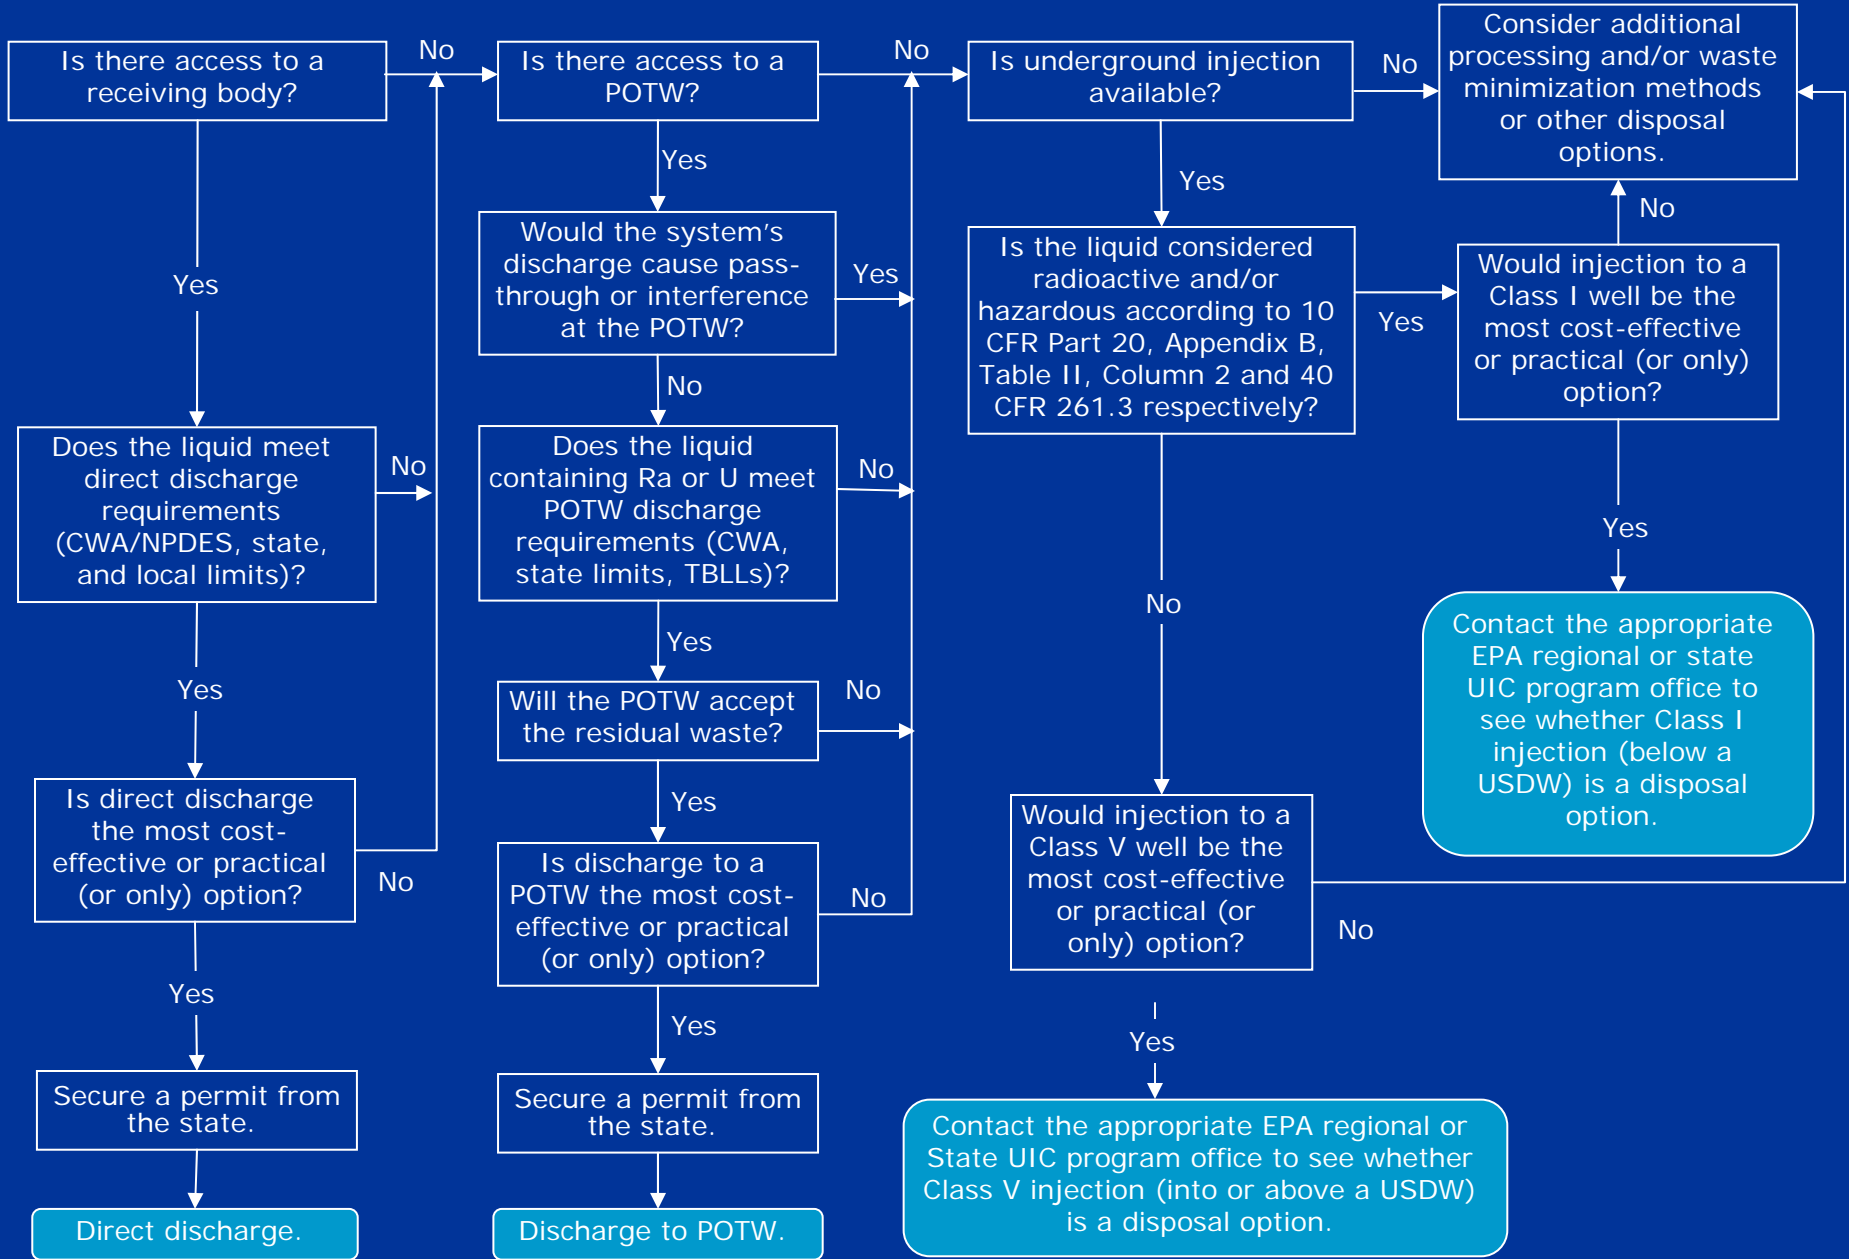 Is there access to a
receiving body?
No
Yes
Does the liquid meet
direct discharge
requirements
(CWA/NPDES, state,
and local limits)?
No
Yes
Is direct discharge
the most cost-
effective or practical
(or only) option?
No
Yes
Secure a permit from
the state.
Direct discharge.
Is there access to a
POTW?
No
Yes
Would the system's
discharge cause pass-
through or interference
at the POTW?
Yes
No
Does the liquid
containing Ra or U meet
POTW discharge
requirements (CWA,
state limits, TBLLs)?
No
Yes
Will the POTW accept
the residual waste?
No
Yes
Is discharge to a
POTW the most cost-
effective or practical
(or only) option?
No
Yes
Secure a permit from
the state.
Discharge to POTW.
Is underground injection
available?
No
Yes
Is the liquid considered
radioactive and/or
hazardous according to 10
CFR Part 20, Appendix B,
Table II, Column 2 and 40
CFR 261.3 respectively?
Yes
No
Would injection to a
Class V well be the
most cost-effective
or practical (or
only) option?
No
Yes
Contact the appropriate EPA regional or
State UIC program office to see whether
Class V injection (into or above a USDW)
is a disposal option.
Consider additional
processing and/or waste
minimization methods
or other disposal
options.
No
Would injection to a
Class I well be the
most cost-effective
or practical (or only)
option?
Yes
Contact the appropriate
EPA regional or state
UIC program office to
see whether Class I
injection (below a
USDW) is a disposal
option.